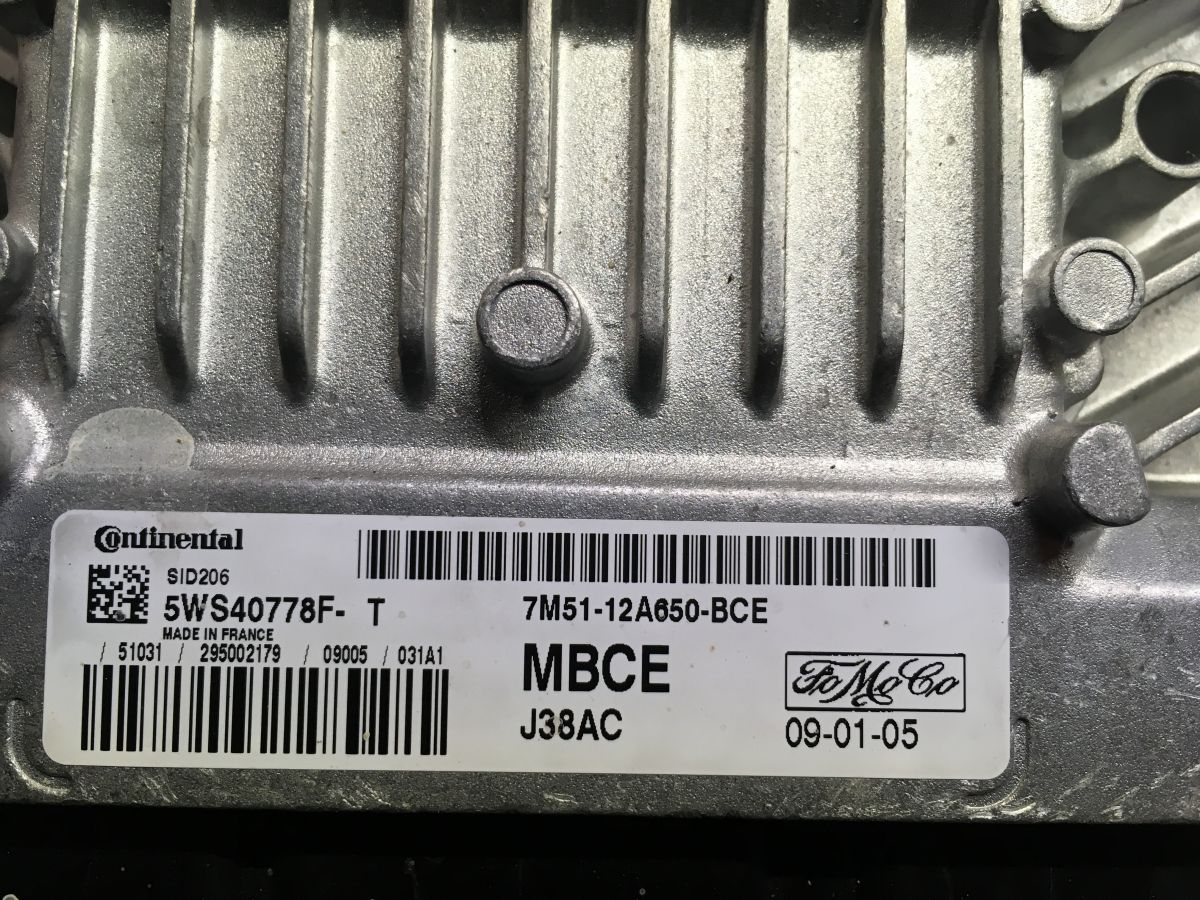 Continental
SID206
5WS40778F- T
MADE IN FRANCE
/ 51031 / 295002179 / 09005 / 031A1
7M51-12A650-BCE
MBCE
J38AC
FoMoCo
09-01-05